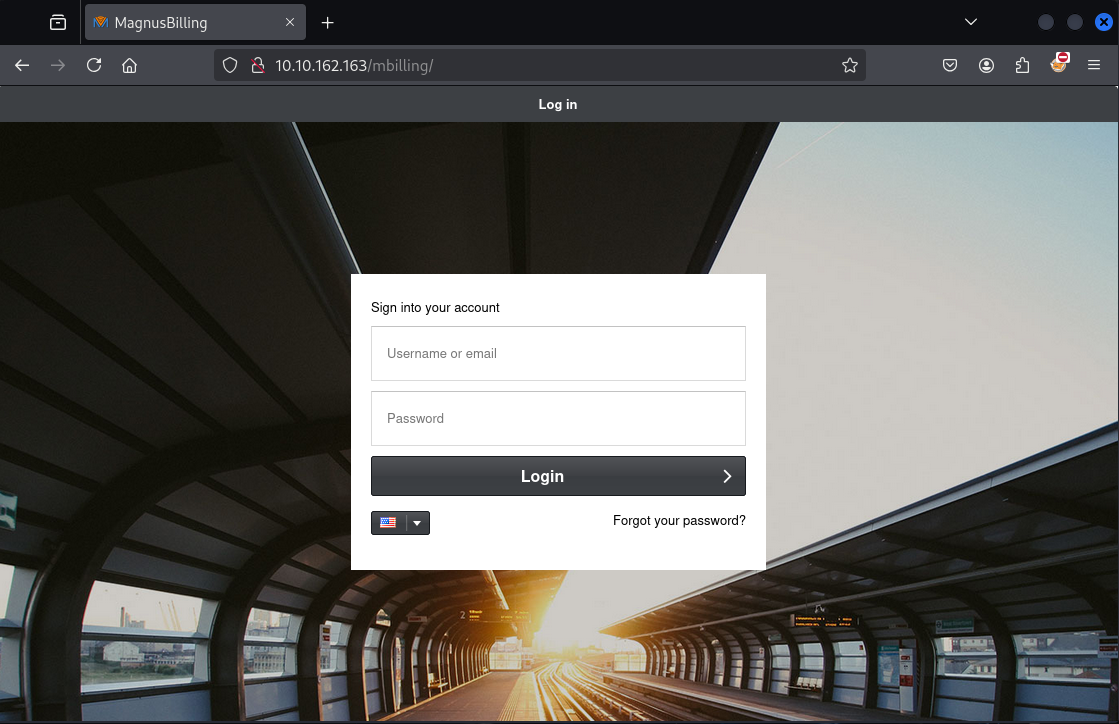 MagnusBilling
10.10.162.163/mbilling/
Log in
Sign into your account
Username or email
Password
Login
Forgot your password?
2